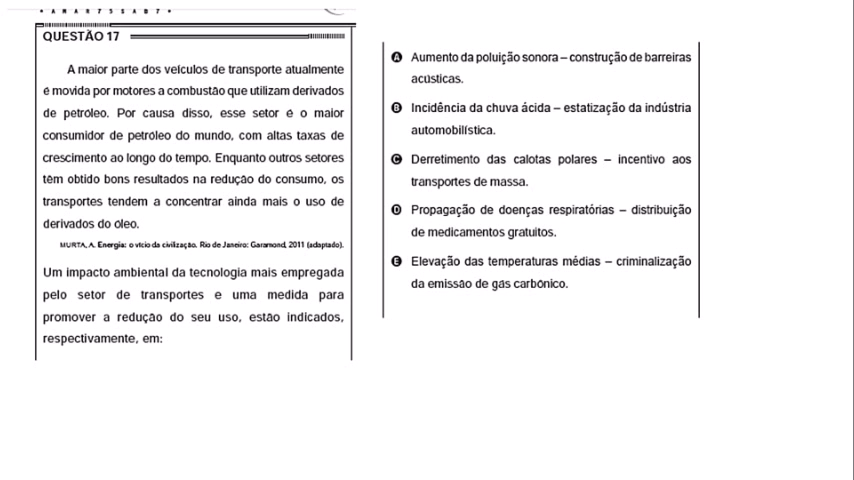 * A M A R 7 5 S A B 7 *
QUESTÃO 17
A maior parte dos veículos de transporte atualmente
é movida por motores a combustão que utilizam derivados
de petróleo. Por causa disso, esse setor é o maior
consumidor de petróleo do mundo, com altas taxas de
crescimento ao longo do tempo. Enquanto outros setores
têm obtido bons resultados na redução do consumo, os
transportes tendem a concentrar ainda mais o uso de
derivados do óleo.
MURTA, A. Energia: o vício da civilização. Rio de Janeiro: Garamond, 2011 (adaptado).
Um impacto ambiental da tecnologia mais empregada
pelo setor de transportes e uma medida para
promover a redução do seu uso, estão indicados,
respectivamente, em:
A Aumento da poluição sonora – construção de barreiras
acústicas.
B Incidência da chuva ácida – estatização da indústria
automobilística.
C Derretimento das calotas polares – incentivo aos
transportes de massa.
D Propagação de doenças respiratórias – distribuição
de medicamentos gratuitos.
E Elevação das temperaturas médias – criminalização
da emissão de gás carbônico.